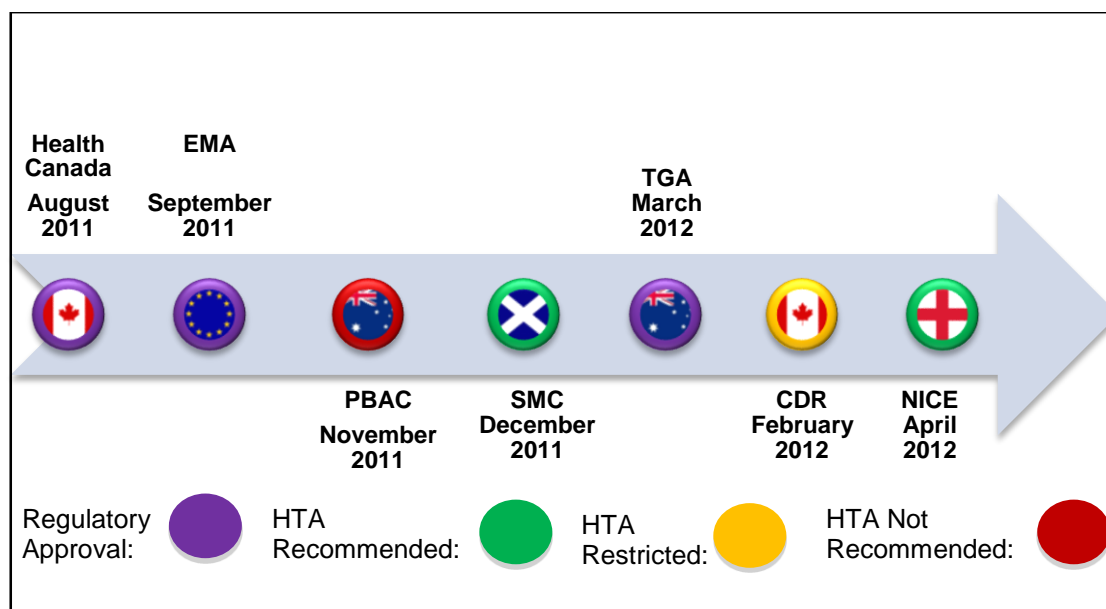 Health
Canada
August
2011
EMA
September
2011
TGA
March
2012
PBAC
November
2011
SMC
December
2011
CDR
February
2012
NICE
April
2012
Regulatory
Approval:
HTA
Recommended:
HTA
Restricted:
HTA Not
Recommended: